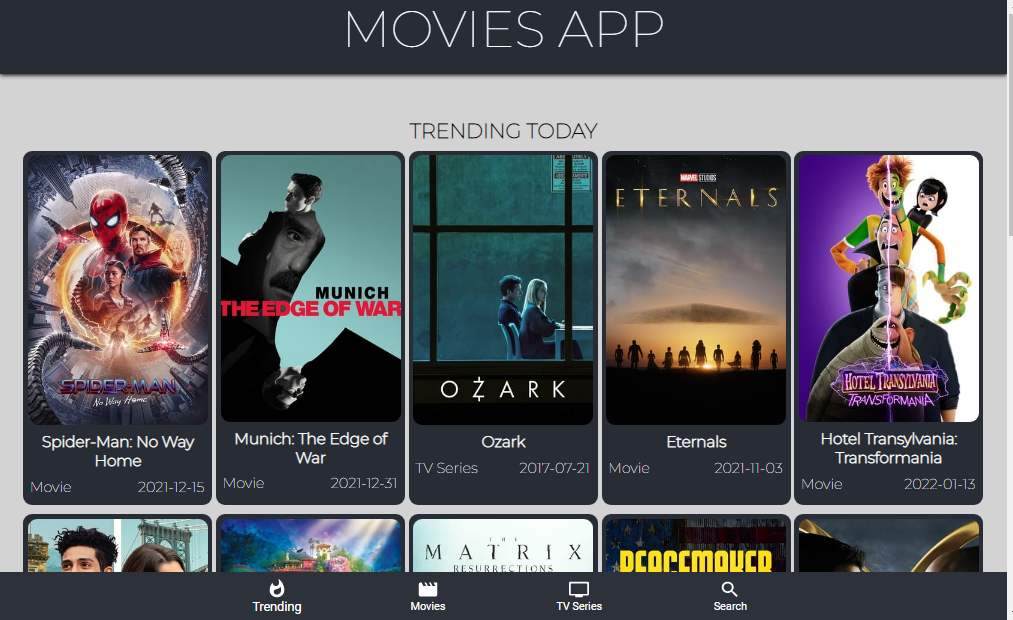 MOVIES APP
TRENDING TODAY
SPIDER-MAN
No Way Home
Spider-Man: No Way
Home
Movie 2021-12-15
MUNICH
THE EDGE OF WAR
Munich: The Edge of
War
Movie 2021-12-31
OZARK
Ozark
TV Series 2017-07-21
MARVEL STUDIOS
ETERNALS
Eternals
Movie 2021-11-03
HOTEL TRANSYLVANIA
TRANSFORMANIA
Hotel Transylvania:
Transformania
Movie 2022-01-13
THE
MATRIX
RESURRECTIONS
PEACEMAKER
Trending
Movies
TV Series
Search